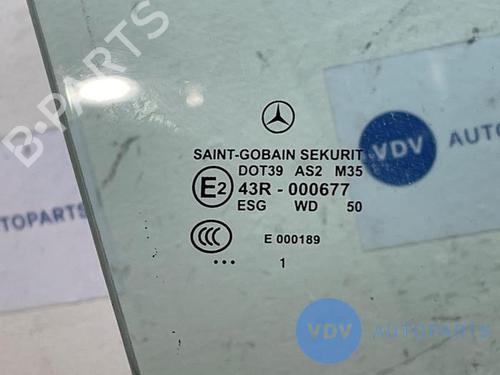 B-PARTS
VDV
AUTOPARTS
SAINT-GOBAIN SEKURIT
DOT39 AS2 M35
E2 43R - 000677
ESG WD 50
CCC E 000189
... 1
VDV AUTOPARTS